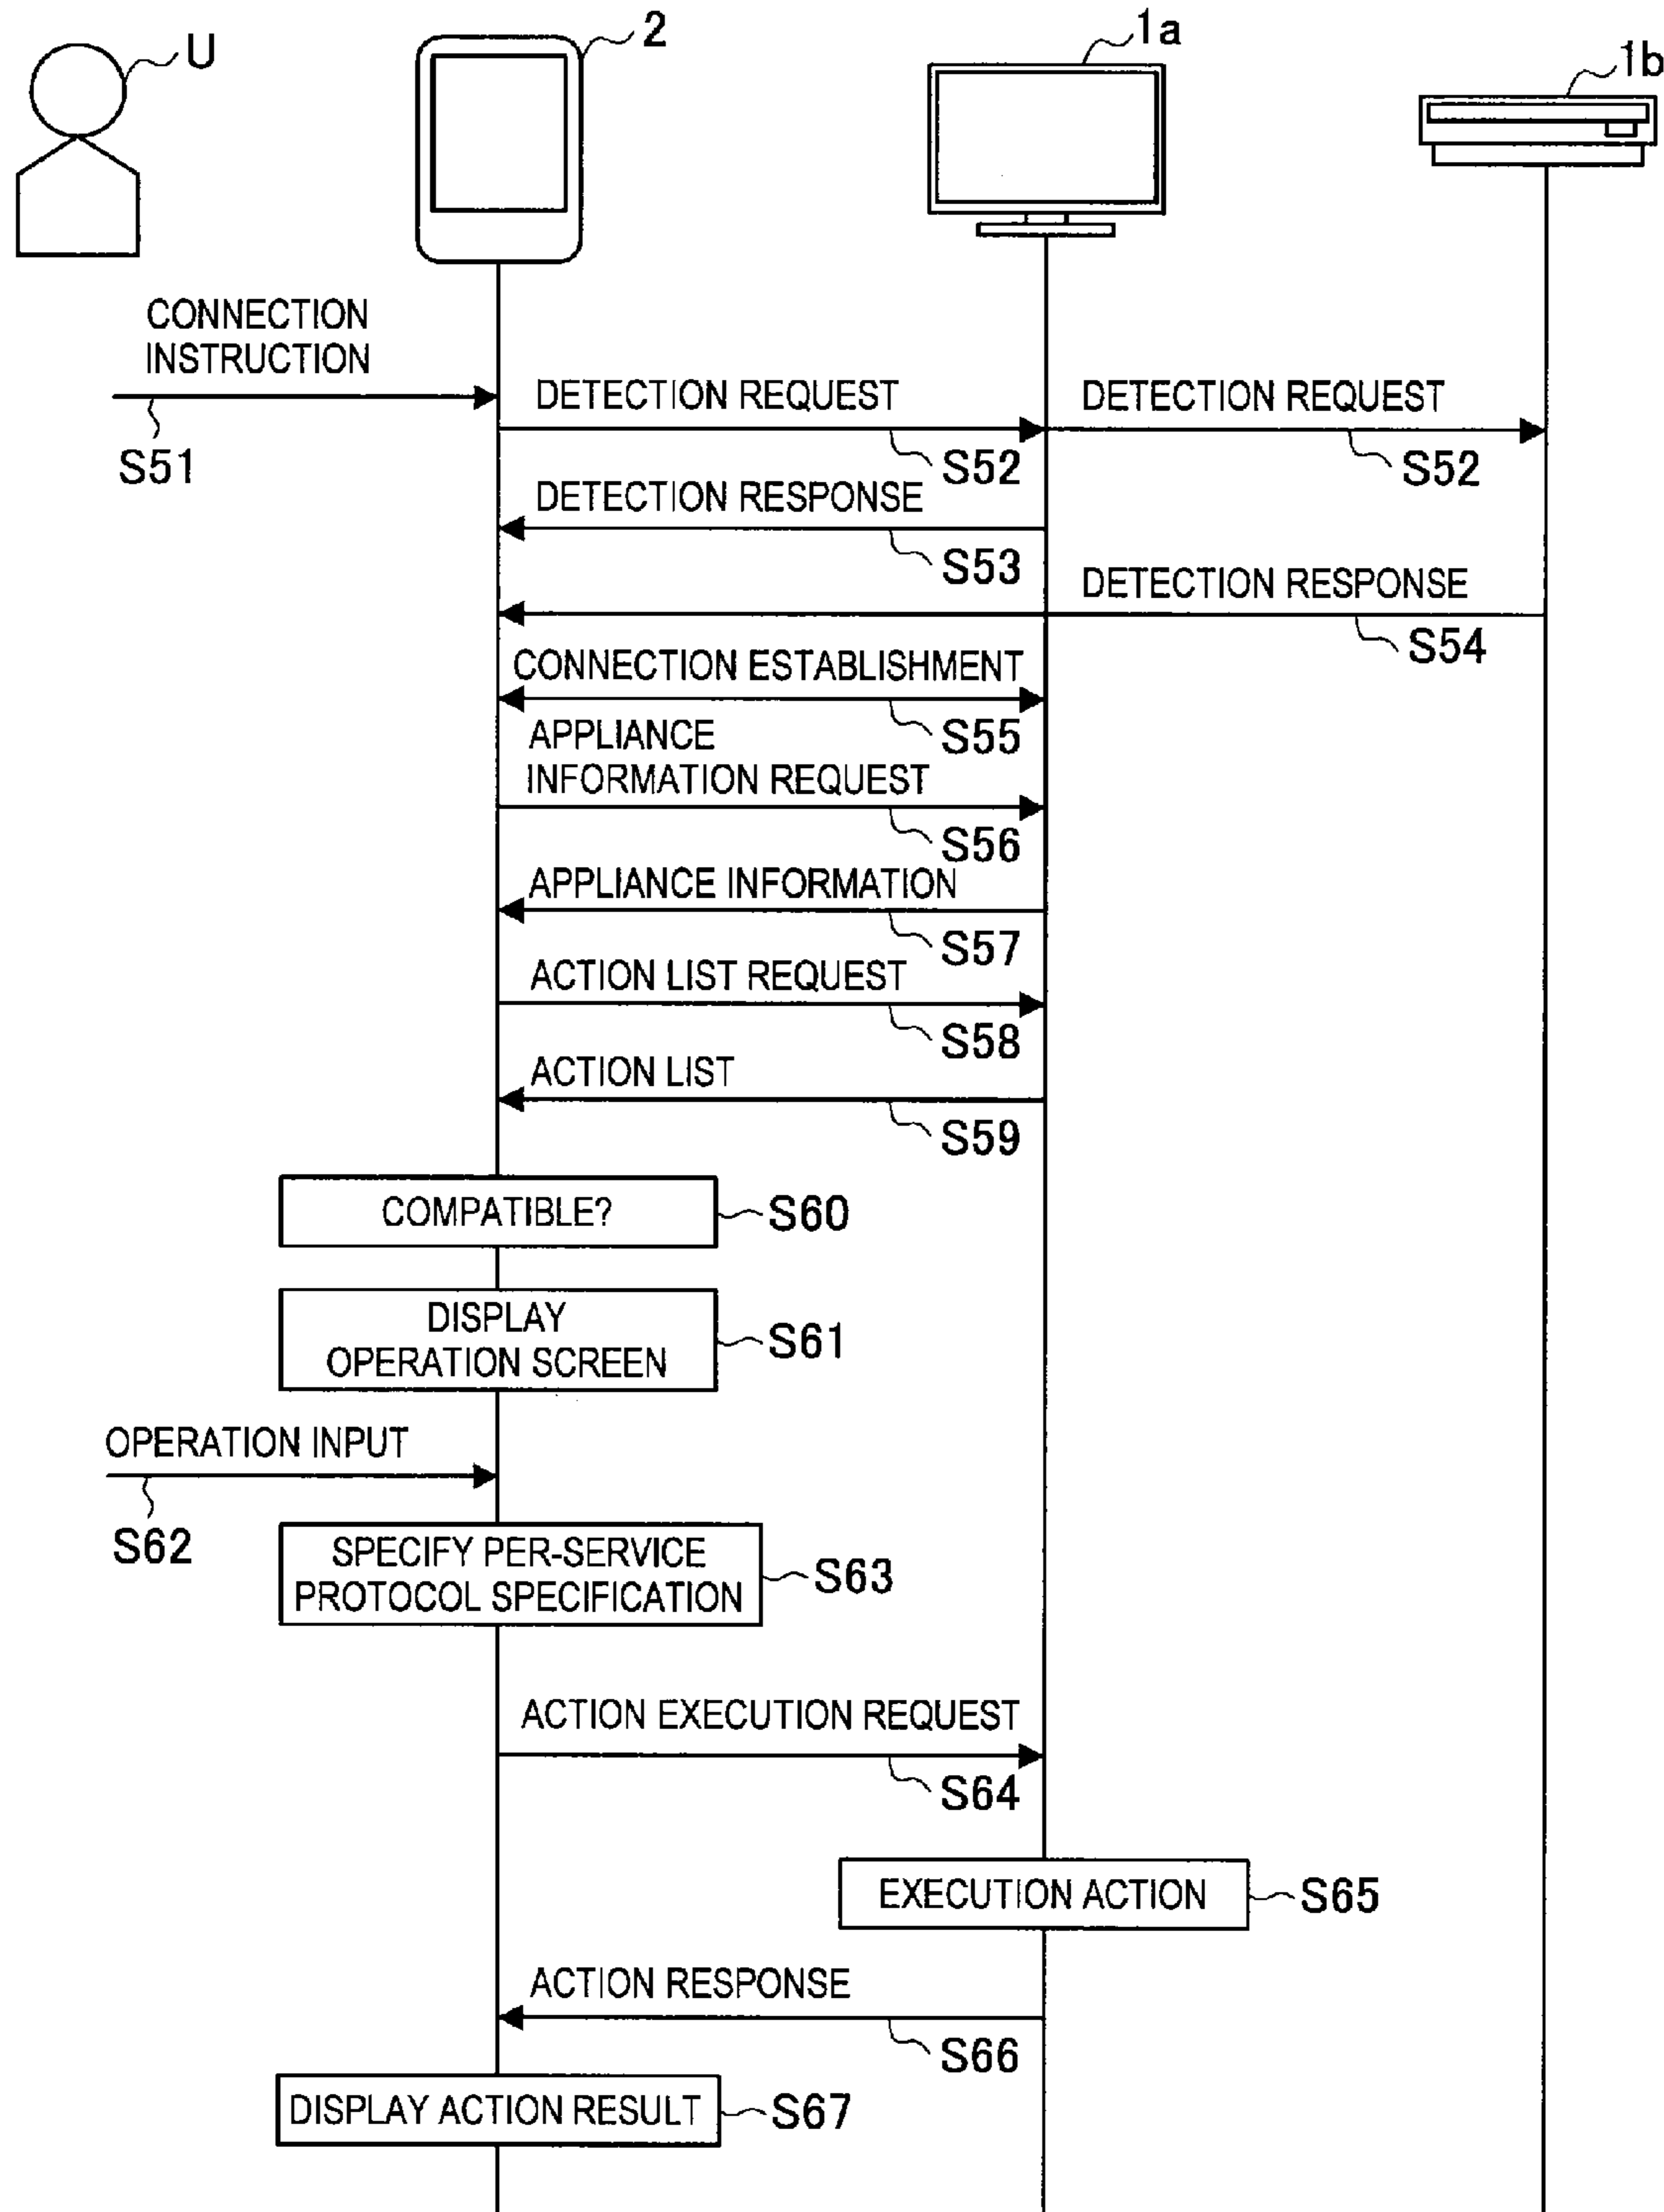 U
2
1a
1b
CONNECTION
INSTRUCTION
S51
DETECTION REQUEST
S52
DETECTION REQUEST
S52
DETECTION RESPONSE
S53
DETECTION RESPONSE
S54
CONNECTION ESTABLISHMENT
S55
APPLIANCE
INFORMATION REQUEST
S56
APPLIANCE INFORMATION
S57
ACTION LIST REQUEST
S58
ACTION LIST
S59
COMPATIBLE?
S60
DISPLAY
OPERATION SCREEN
S61
OPERATION INPUT
S62
SPECIFY PER-SERVICE
PROTOCOL SPECIFICATION
S63
ACTION EXECUTION REQUEST
S64
EXECUTION ACTION
S65
ACTION RESPONSE
S66
DISPLAY ACTION RESULT
S67